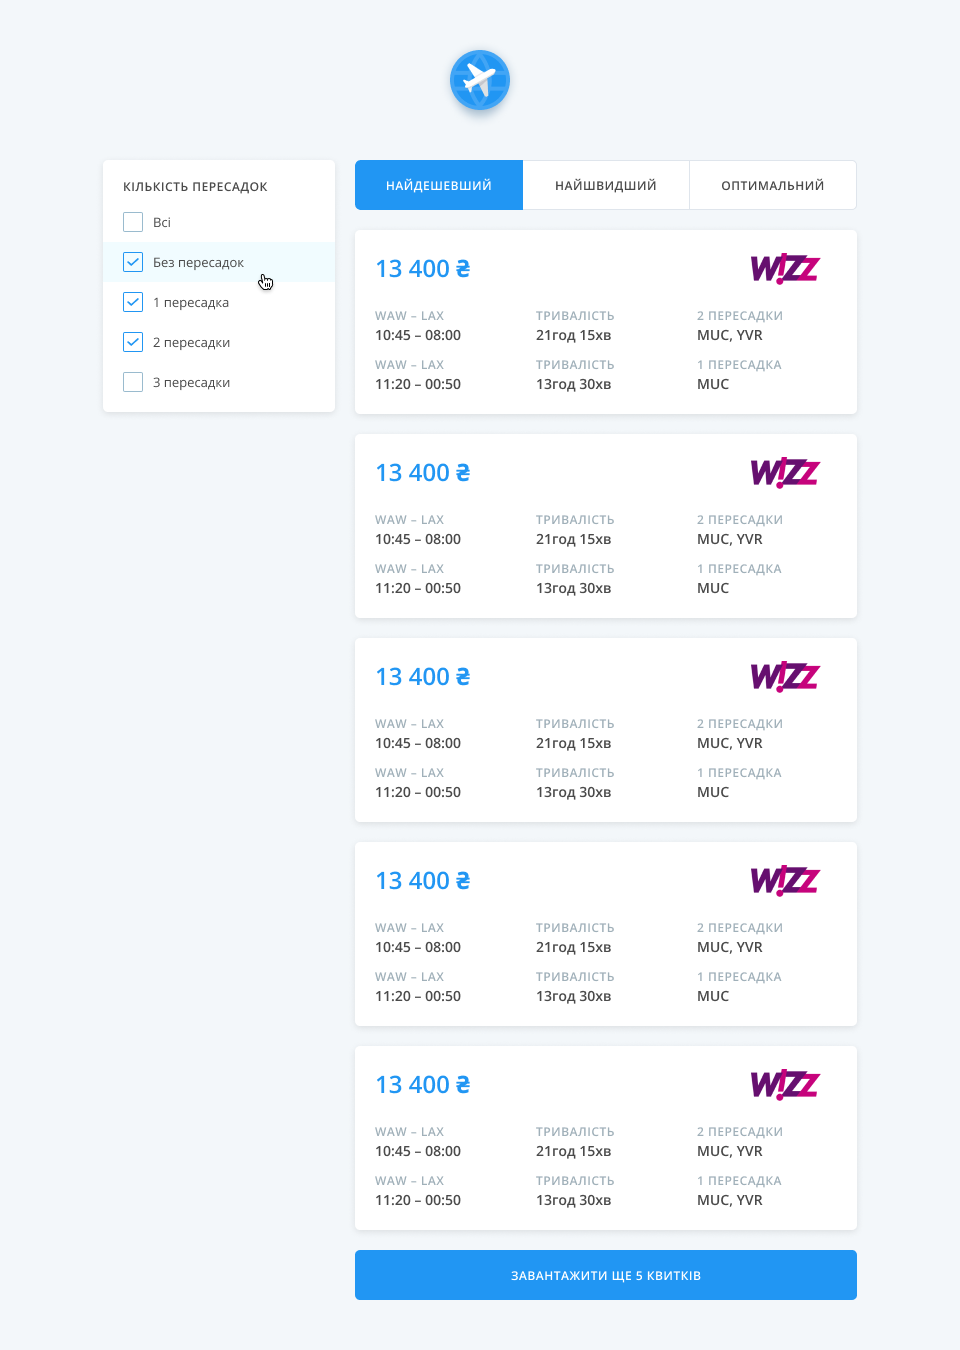 КІЛЬКІСТЬ ПЕРЕСАДОК
Всі
Без пересадок
1 пересадка
2 пересадки
3 пересадки
НАЙДЕШЕВШИЙ НАЙШВИДШИЙ ОПТИМАЛЬНИЙ
13 400 ₴ W!ZZ
WAW – LAX ТРИВАЛІСТЬ 2 ПЕРЕСАДКИ
10:45 – 08:00 21год 15хв MUC, YVR
WAW – LAX ТРИВАЛІСТЬ 1 ПЕРЕСАДКА
11:20 – 00:50 13год 30хв MUC
13 400 ₴ W!ZZ
WAW – LAX ТРИВАЛІСТЬ 2 ПЕРЕСАДКИ
10:45 – 08:00 21год 15хв MUC, YVR
WAW – LAX ТРИВАЛІСТЬ 1 ПЕРЕСАДКА
11:20 – 00:50 13год 30хв MUC
13 400 ₴ W!ZZ
WAW – LAX ТРИВАЛІСТЬ 2 ПЕРЕСАДКИ
10:45 – 08:00 21год 15хв MUC, YVR
WAW – LAX ТРИВАЛІСТЬ 1 ПЕРЕСАДКА
11:20 – 00:50 13год 30хв MUC
13 400 ₴ W!ZZ
WAW – LAX ТРИВАЛІСТЬ 2 ПЕРЕСАДКИ
10:45 – 08:00 21год 15хв MUC, YVR
WAW – LAX ТРИВАЛІСТЬ 1 ПЕРЕСАДКА
11:20 – 00:50 13год 30хв MUC
13 400 ₴ W!ZZ
WAW – LAX ТРИВАЛІСТЬ 2 ПЕРЕСАДКИ
10:45 – 08:00 21год 15хв MUC, YVR
WAW – LAX ТРИВАЛІСТЬ 1 ПЕРЕСАДКА
11:20 – 00:50 13год 30хв MUC, YVR
ЗАВАНТАЖИТИ ЩЕ 5 КВИТКІВ